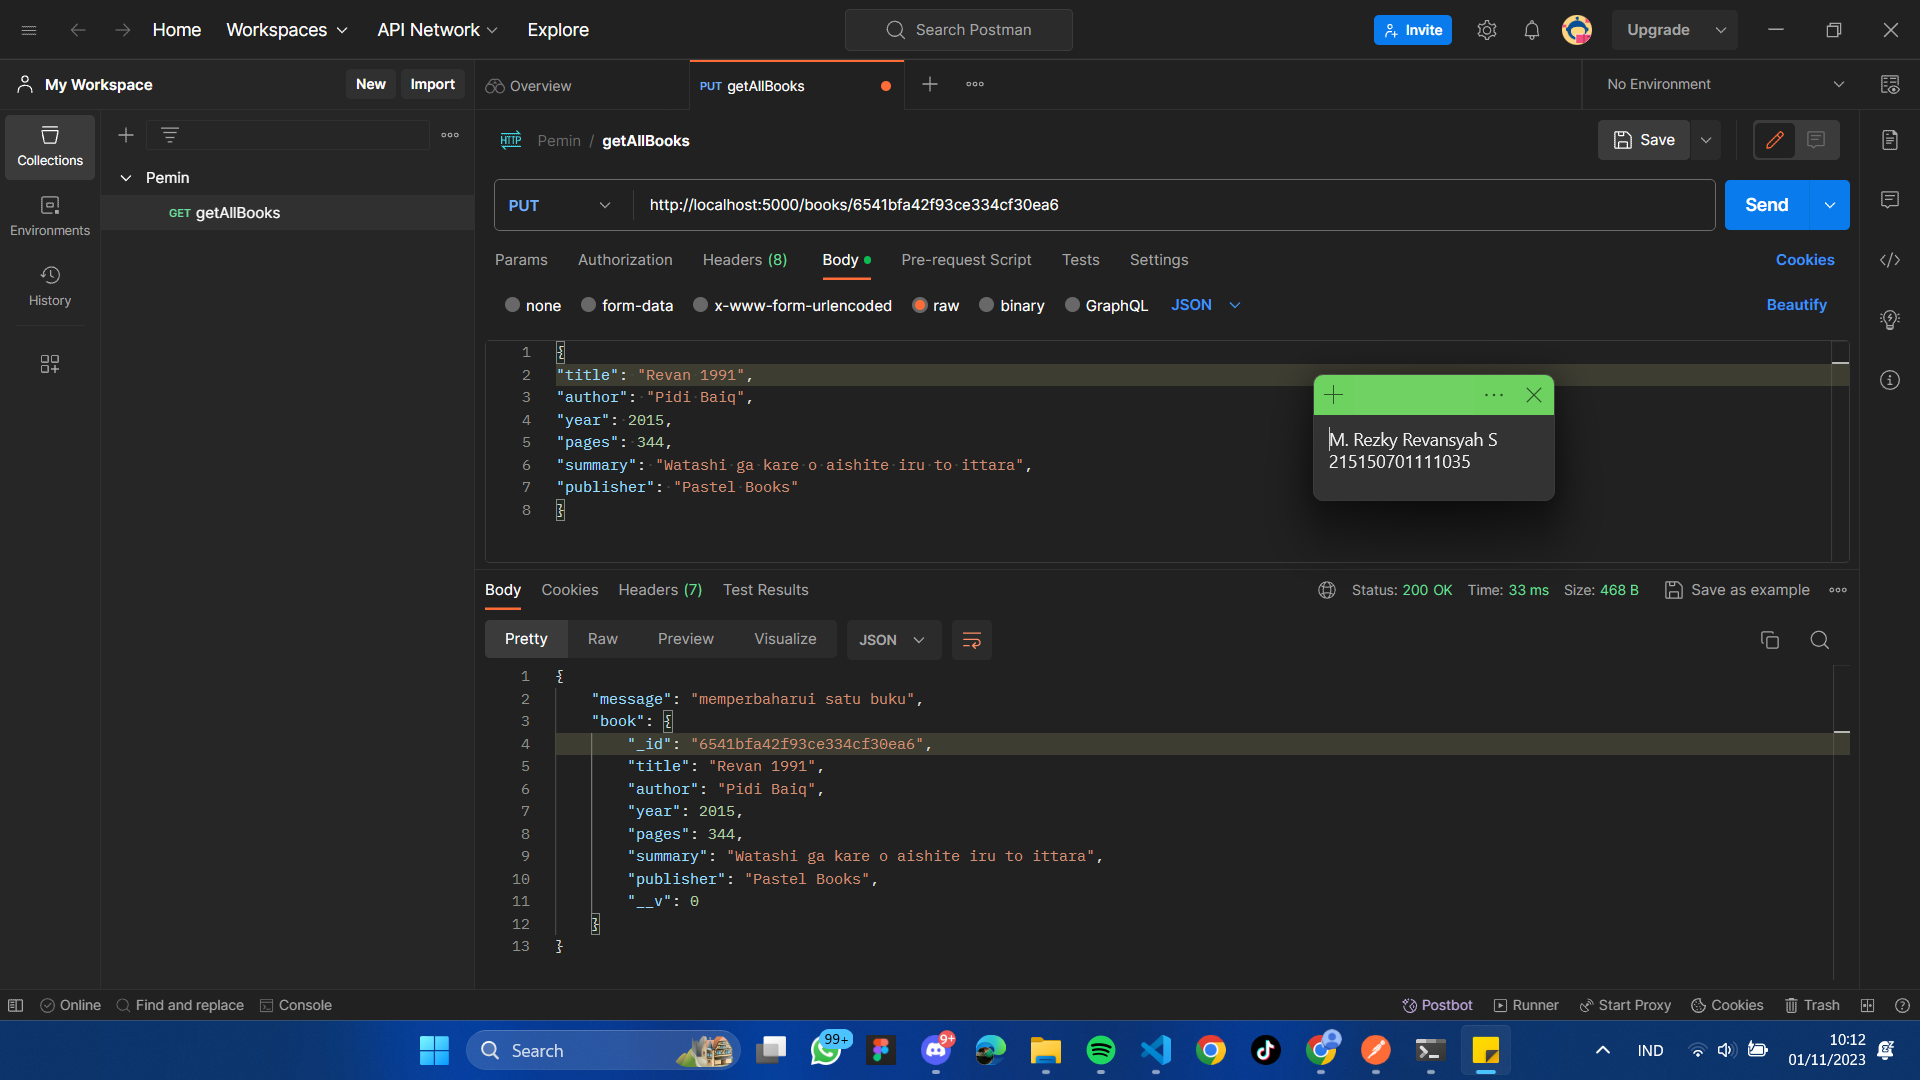 Home
Workspaces
API Network
Explore
Search Postman
Invite
Upgrade
My Workspace
New
Import
Overview
PUT getAllBooks
No Environment
Collections
Environments
History
Pemin
GET getAllBooks
HTTP Pemin / getAllBooks
Save
PUT http://localhost:5000/books/6541bfa42f93ce334cf30ea6
Send
Params Authorization Headers (8) Body Pre-request Script Tests Settings Cookies
none form-data x-www-form-urlencoded raw binary GraphQL JSON Beautify
1 {
2 "title": "Revan 1991",
3 "author": "Pidi Baiq",
4 "year": 2015,
5 "pages": 344,
6 "summary": "Watashi ga kare o aishite iru to ittara",
7 "publisher": "Pastel Books"
8 }
M. Rezky Revansyah S
215150701111035
Body Cookies Headers (7) Test Results
Status: 200 OK Time: 33 ms Size: 468 B Save as example
Pretty Raw Preview Visualize JSON
1 {
2 "message": "memperbaharui satu buku",
3 "book": {
4 "_id": "6541bfa42f93ce334cf30ea6",
5 "title": "Revan 1991",
6 "author": "Pidi Baiq",
7 "year": 2015,
8 "pages": 344,
9 "summary": "Watashi ga kare o aishite iru to ittara",
10 "publisher": "Pastel Books",
11 "__v": 0
12 }
13 }
Online Find and replace Console
Postbot Runner Start Proxy Cookies Trash
Search
99+
9+
IND
10:12
01/11/2023